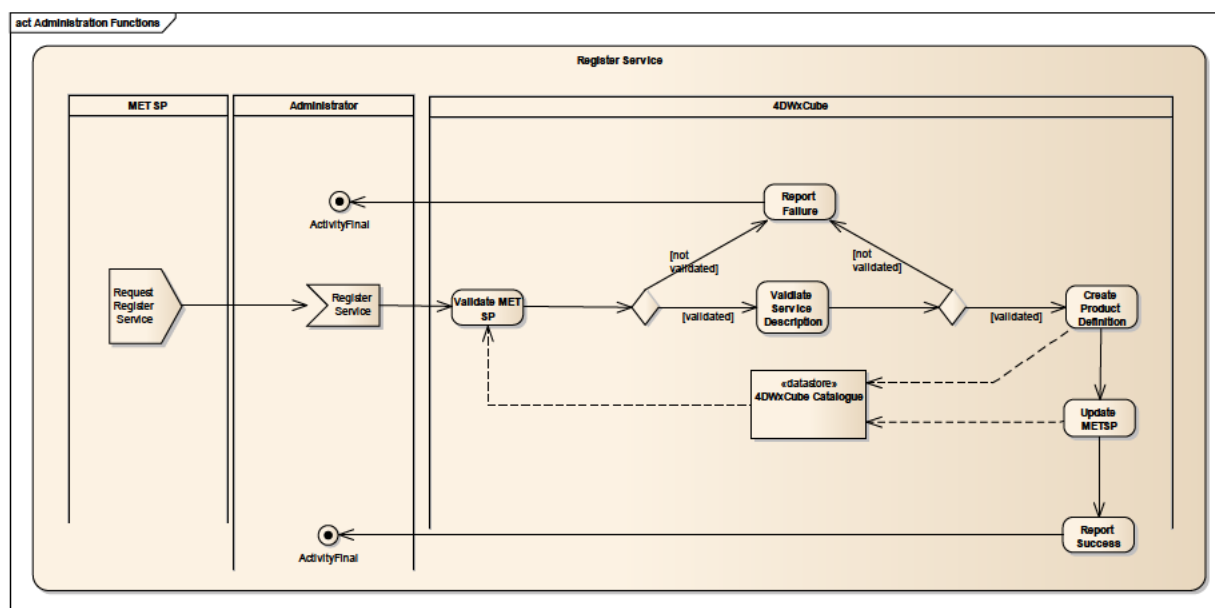 act Administration Functions
Register Service
MET SP
Administrator
4DWxCube
Report
Failure
ActivityFinal
[not
validated]
[not
validated]
Request
Register
Service
Register
Service
Validate MET
SP
[validated]
Validate
Service
Description
[validated]
Create
Product
Definition
«datastore»
4DWxCube Catalogue
Update
METSP
ActivityFinal
Report
Success